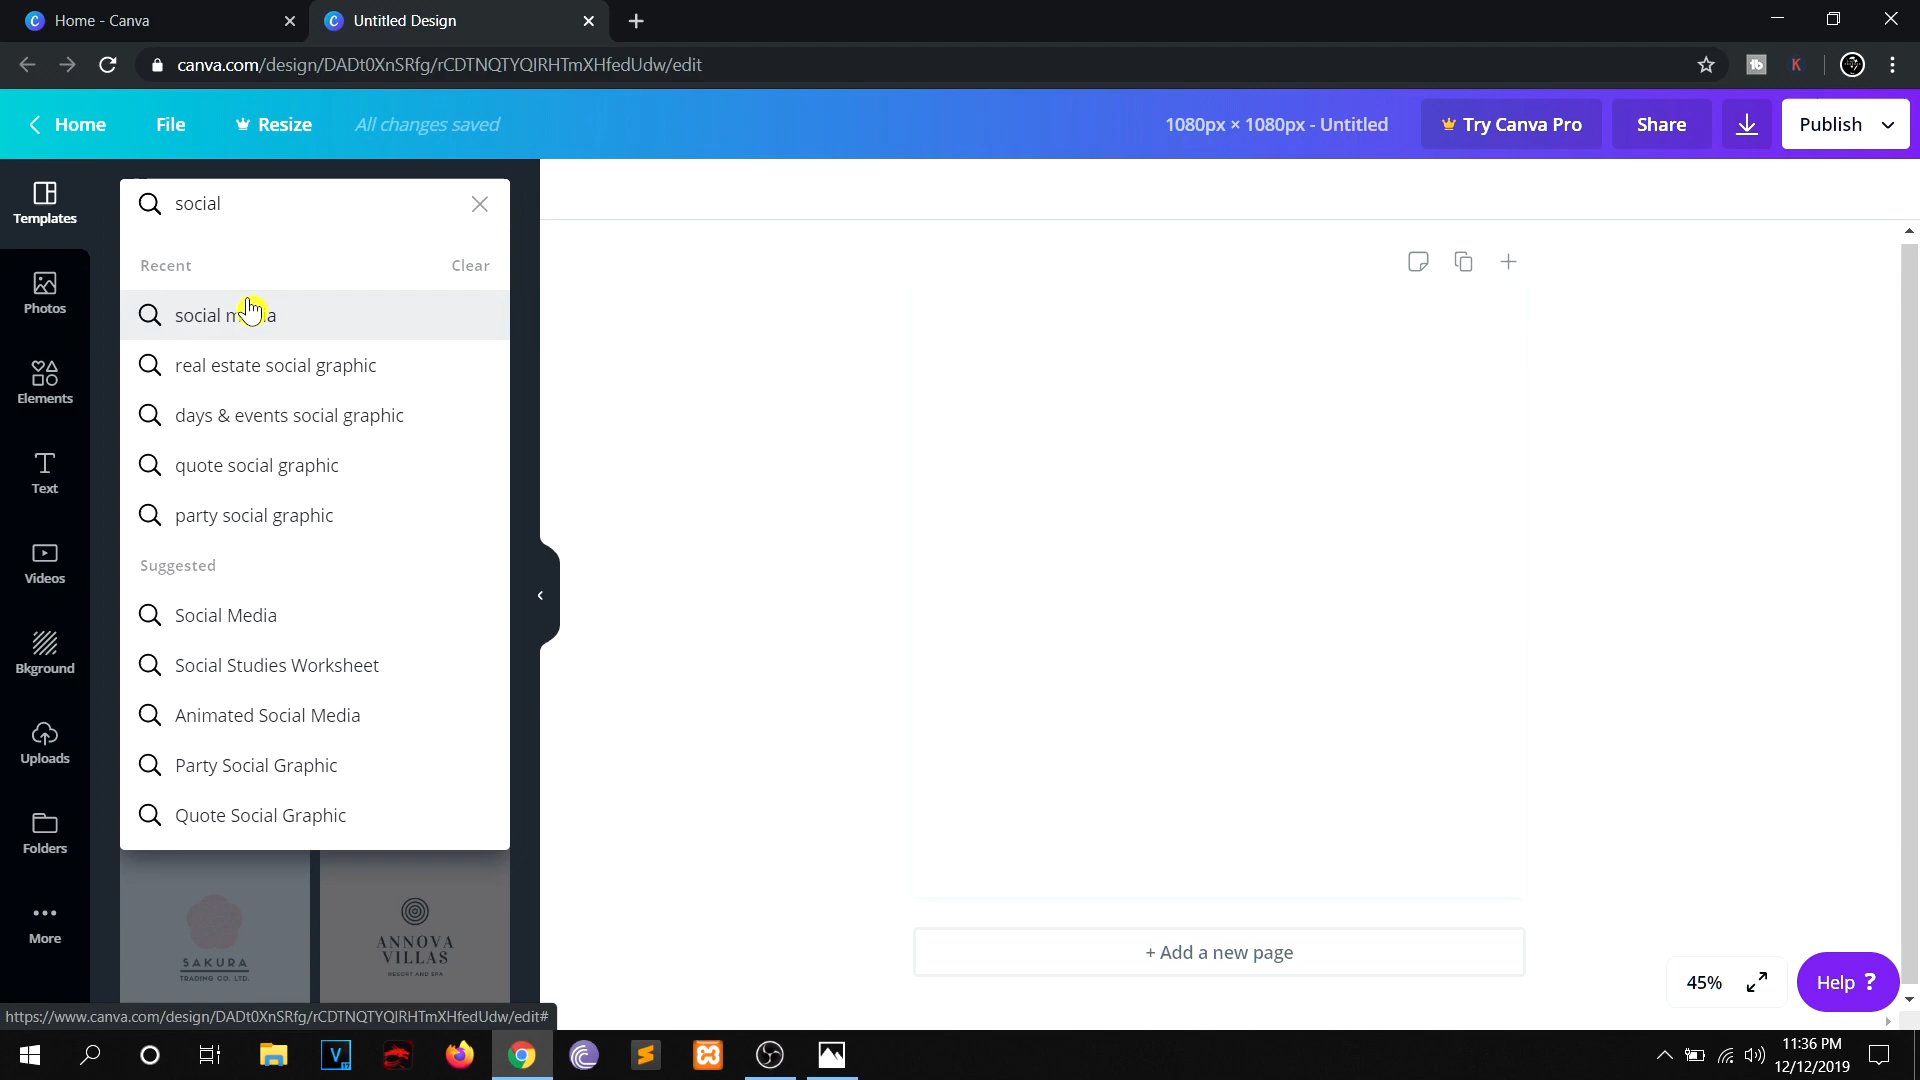 Home - Canva
Untitled Design
canva.com/design/DADt0XnSRfg/rCDTNQTYQIRHTmXHfedUdw/edit
Home
File
Resize
All changes saved
1080px × 1080px - Untitled
Try Canva Pro
Share
Publish
Templates
Photos
Elements
Text
Videos
Bkground
Uploads
Folders
More
social
Recent
Clear
social
real estate social graphic
days & events social graphic
quote social graphic
party social graphic
Suggested
Social Media
Social Studies Worksheet
Animated Social Media
Party Social Graphic
Quote Social Graphic
SAKURA
TRADING CO. LTD.
ANNOVA
VILLAS
RESORT AND SPA
+ Add a new page
45%
Help ?
https://www.canva.com/design/DADt0XnSRfg/rCDTNQTYQIRHTmXHfedUdw/edit#
11:36 PM
12/12/2019